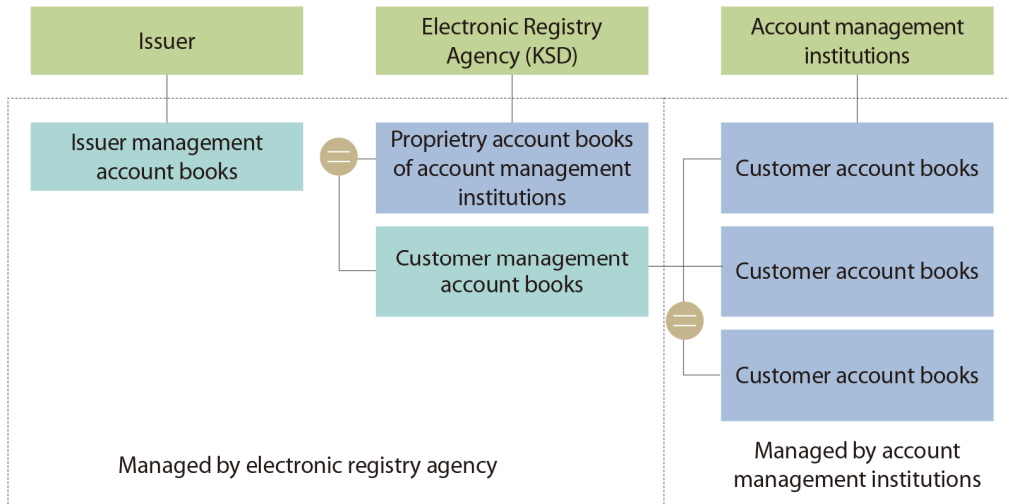 Issuer
Electronic Registry
Agency (KSD)
Account management
institutions
Issuer management
account books
Proprietry account books
of account management
institutions
Customer account books
Customer management
account books
Customer account books
Customer account books
Managed by electronic registry agency
Managed by account
management institutions